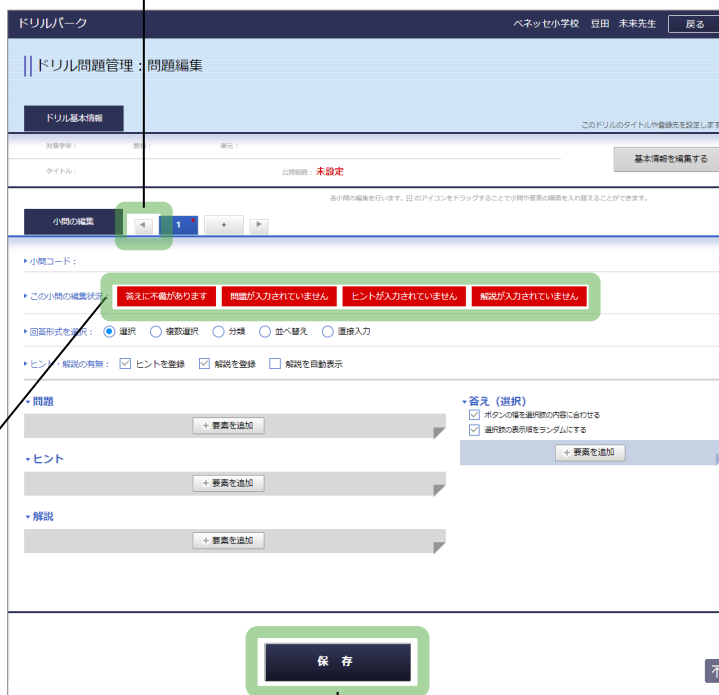 ドリルパーク ベネッセ小学校 豆田 未来先生 戻る
ドリル問題管理：問題編集
ドリル基本情報 このドリルのタイトルや登録先を設定します
対象学年： 教科： 単元：
タイトル： 公開範囲： 未設定 基本情報を編集する
各小問の編集を行います。 のアイコンをドラッグすることで小問や要素の順番を入れ替えることができます。
小問の編集 ◀ 1 * + ▶
小問コード：
この小問の編集状況： 答えに不備があります 問題が入力されていません ヒントが入力されていません 解説が入力されていません
回答形式を選択： 選択 複数選択 分類 並べ替え 直接入力
ヒント・解説の有無： ヒントを登録 解説を登録 解説を自動表示
問題 答え（選択）
ボタンの幅を選択肢の内容に合わせる
選択肢の表示順をランダムにする
+ 要素を追加 + 要素を追加
ヒント
+ 要素を追加
解説
+ 要素を追加
保 存